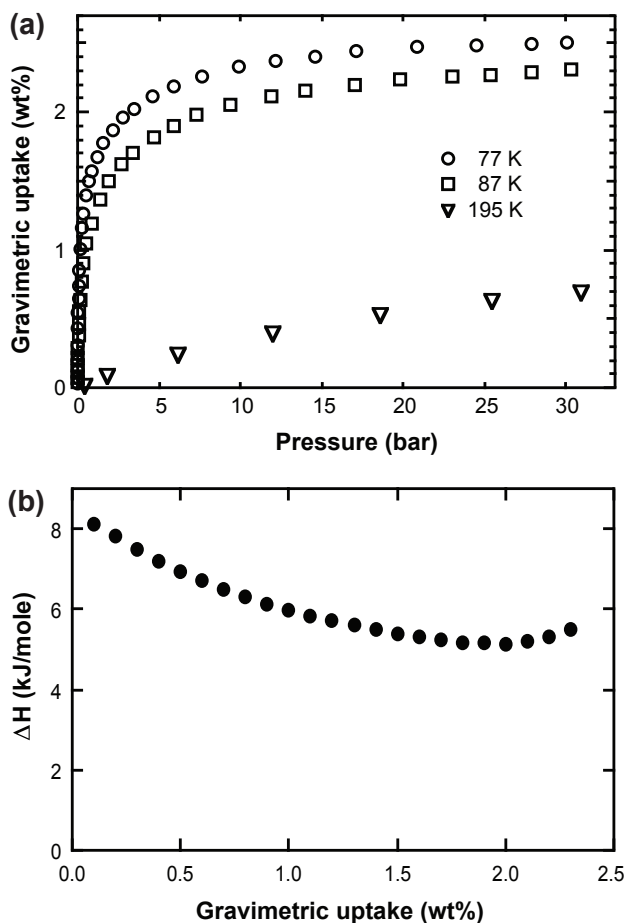 (a)
Gravimetric uptake (wt%)
2
1
0
77 K
87 K
195 K
0 5 10 15 20 25 30
Pressure (bar)
(b)
ΔH (kJ/mole)
8
6
4
2
0
0.0 0.5 1.0 1.5 2.0 2.5
Gravimetric uptake (wt%)